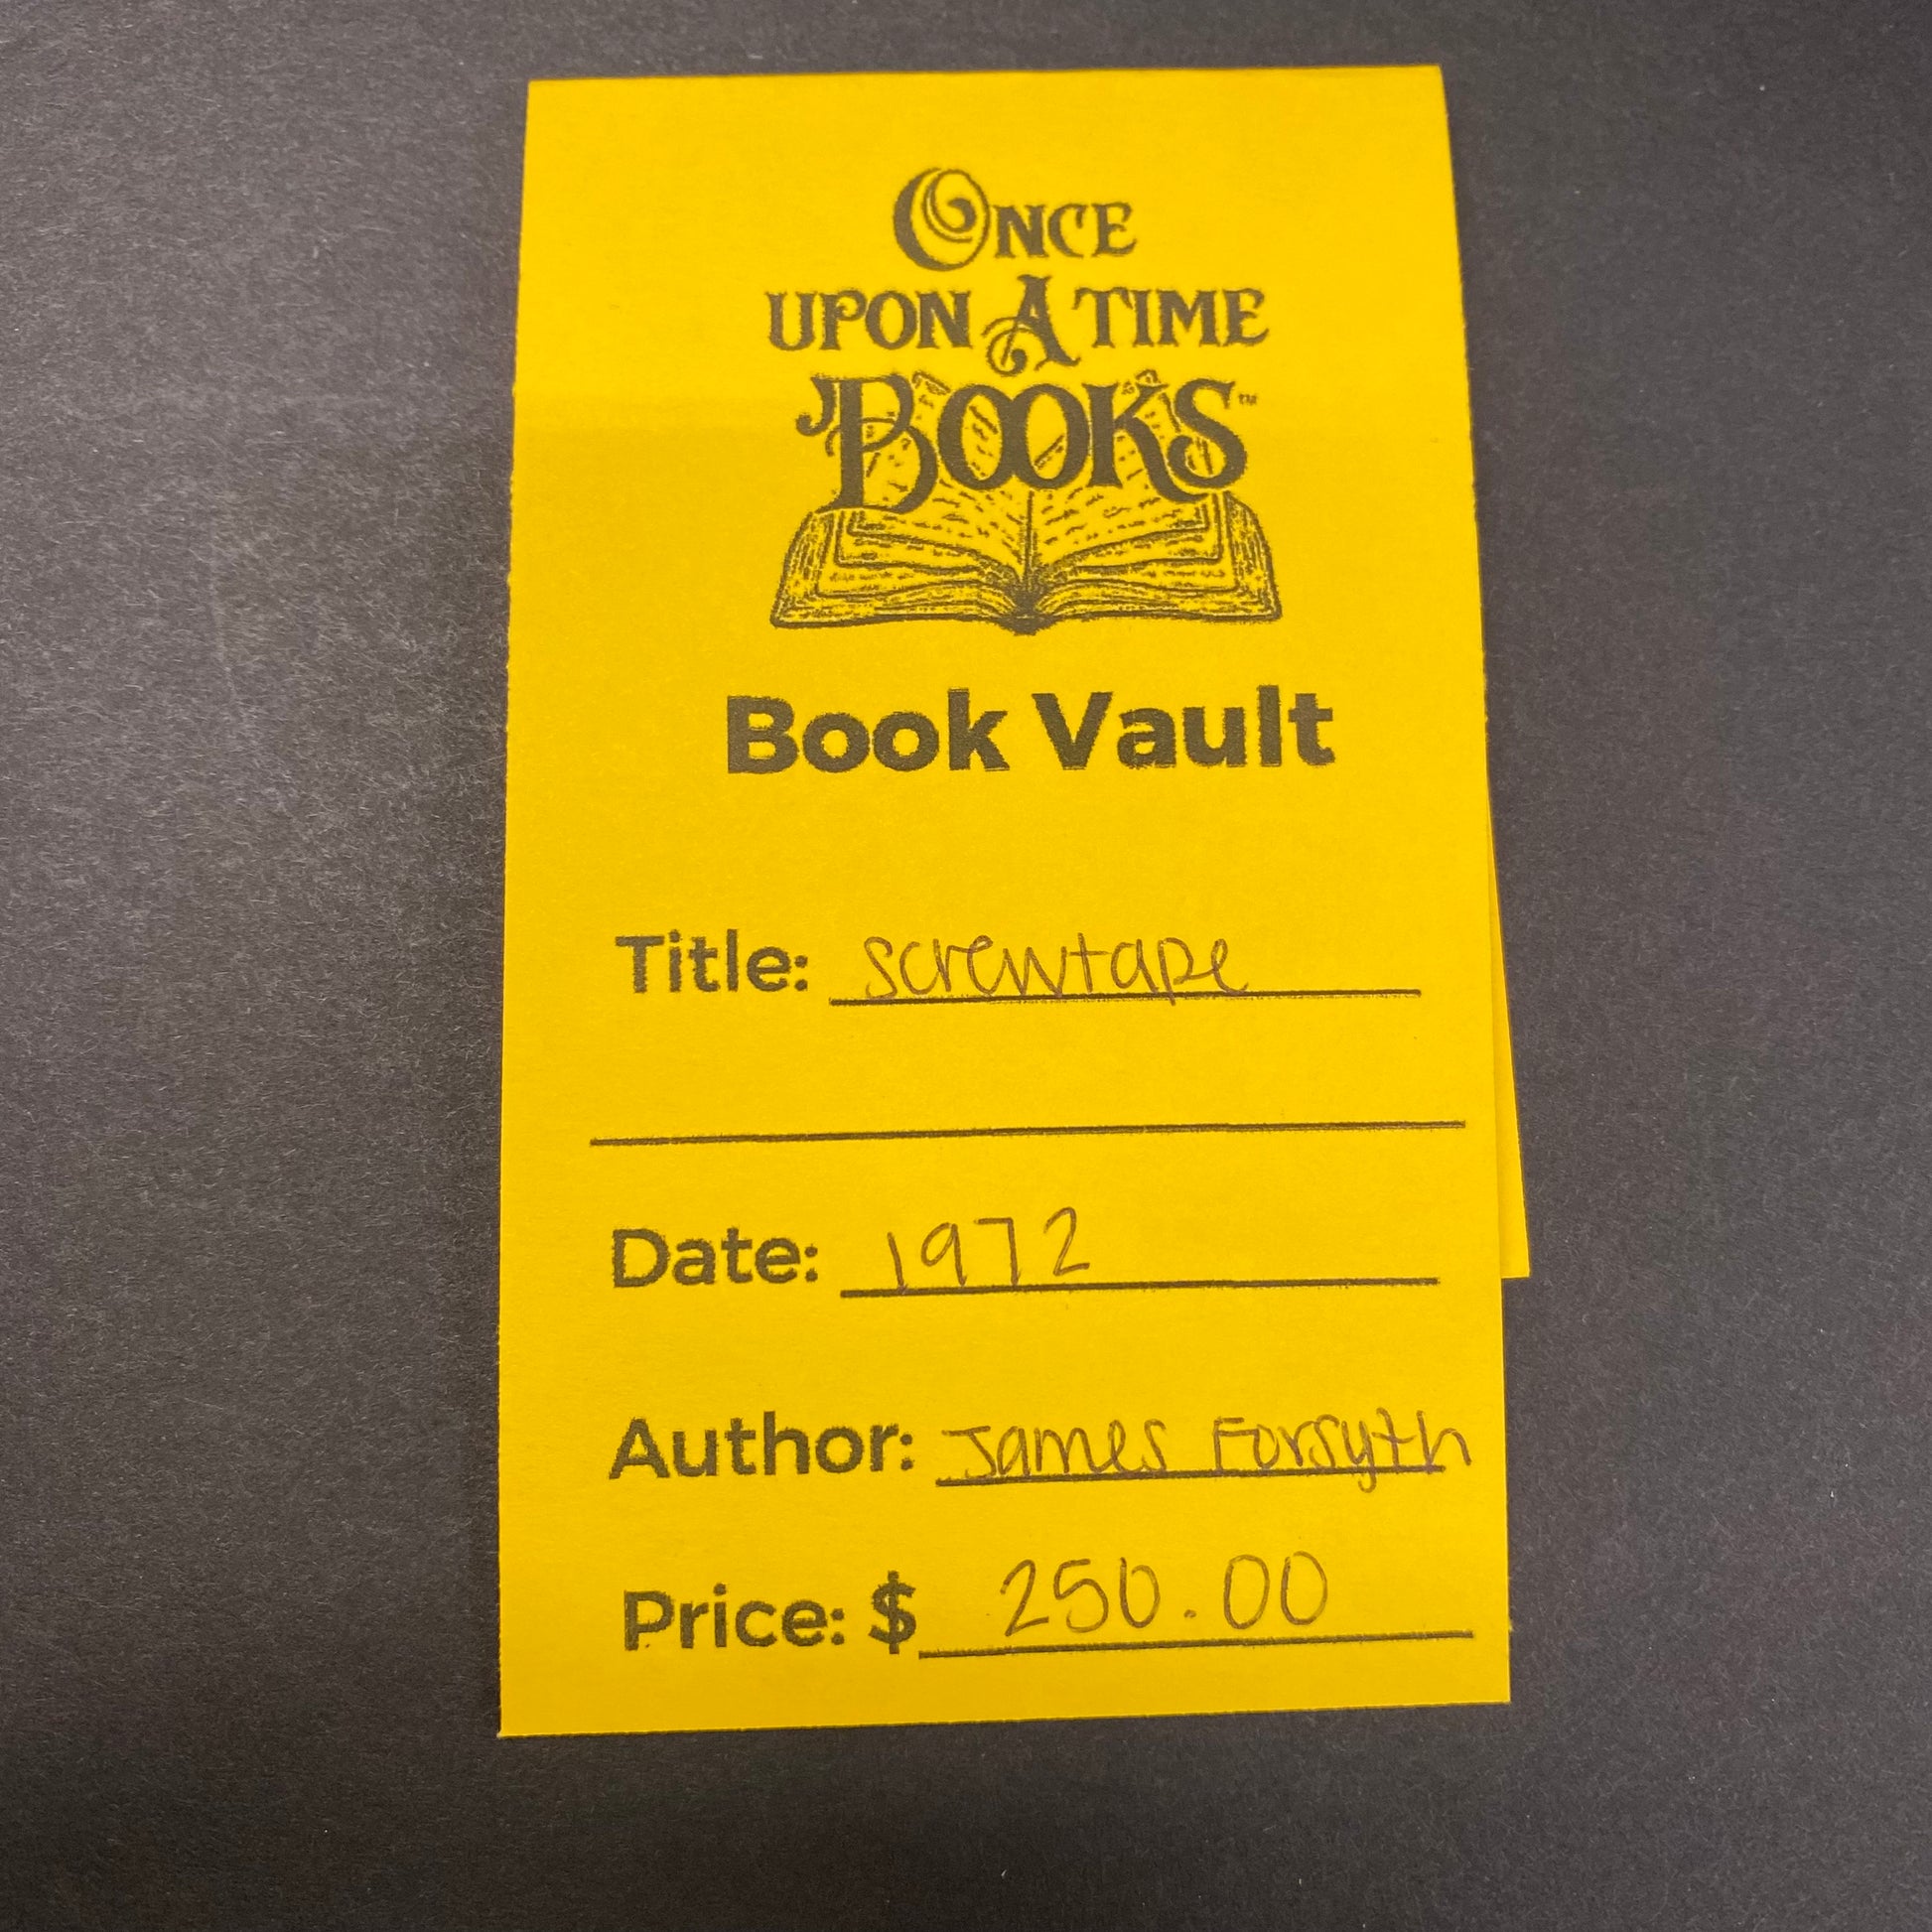 ONCE
UPON A TIME
BOOKS™
Book Vault
Title: screwtape
Date: 1972
Author: James Forsyth
Price: $ 250.00